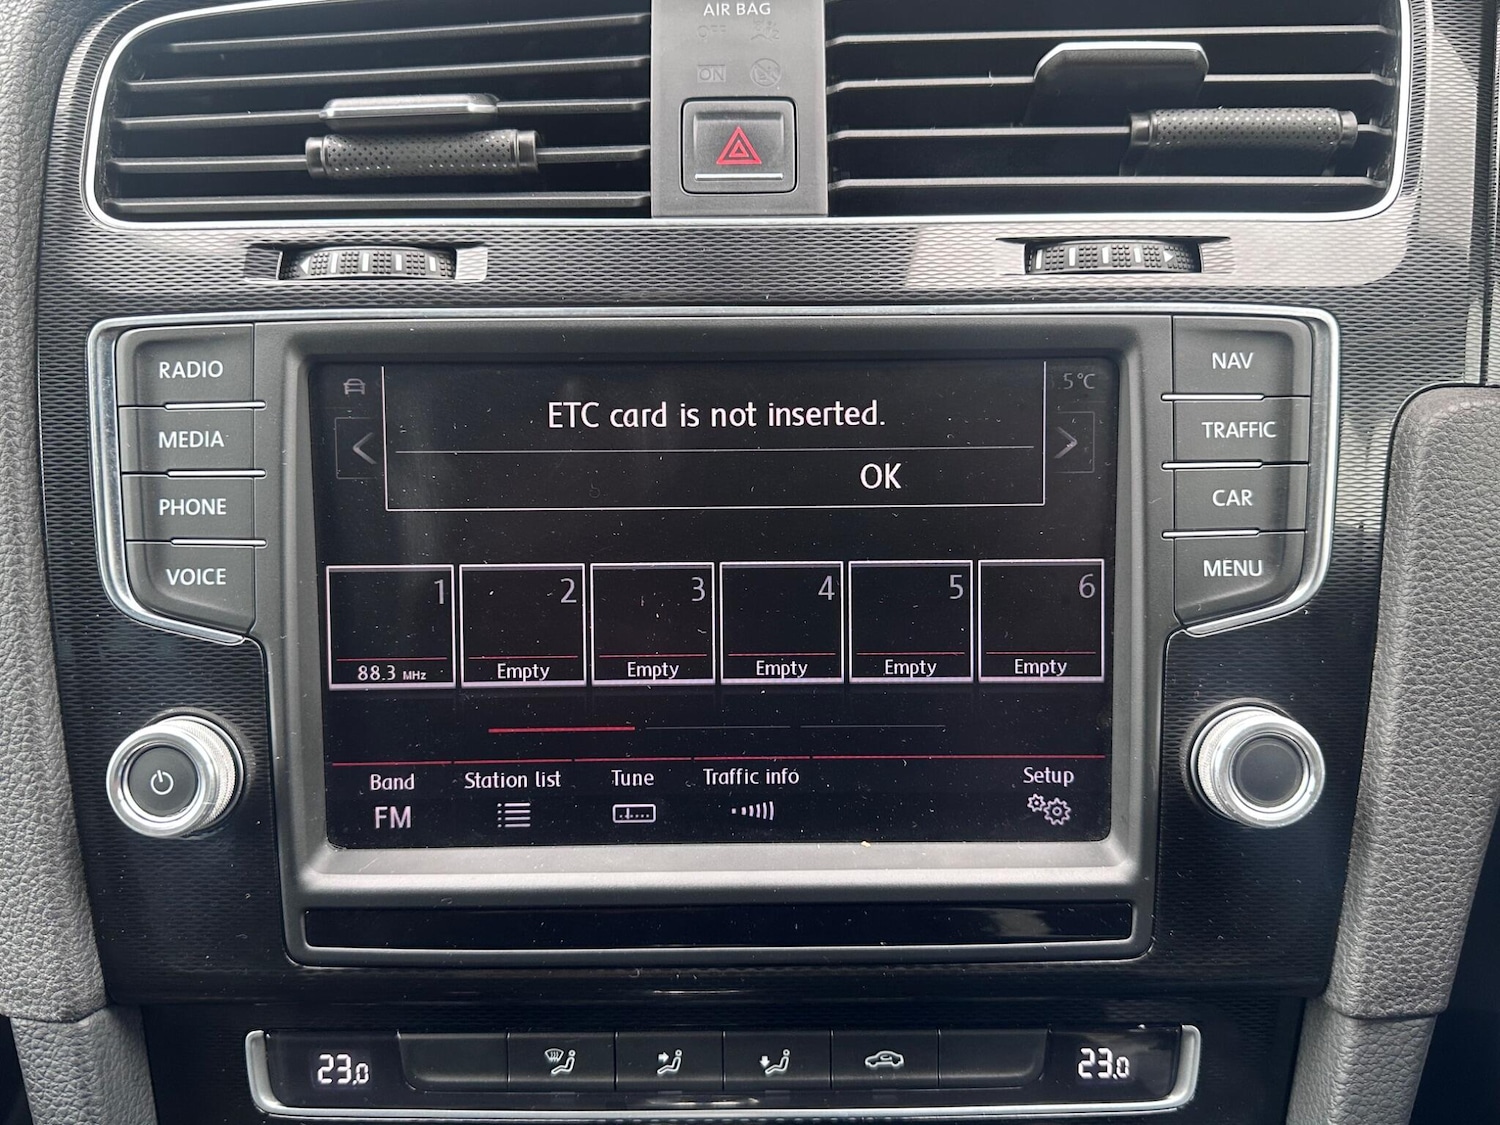 AIR BAG
OFF
ON
RADIO
MEDIA
PHONE
VOICE
NAV
TRAFFIC
CAR
MENU
5°C
ETC card is not inserted.
OK
1 2 3 4 5 6
88.3 MHz Empty Empty Empty Empty Empty
Band Station list Tune Traffic info Setup
FM
23.0 23.0